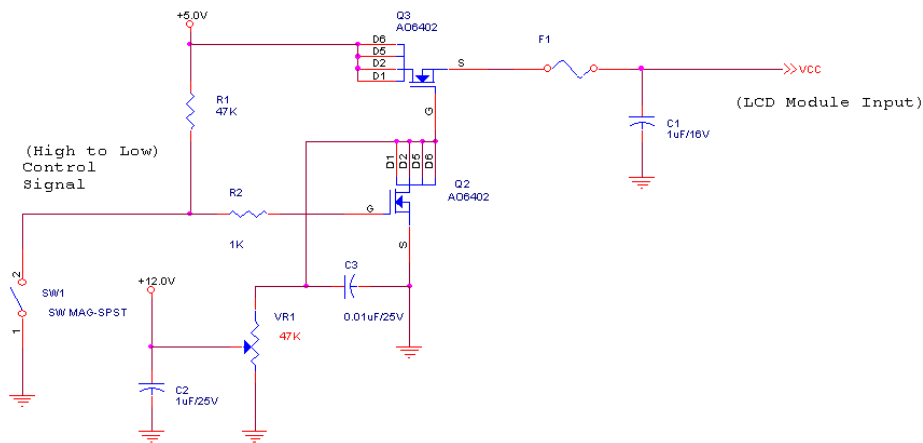 +5.0V
Q3
AO6402
D6
D5
D2
D1
S
G
F1
VCC
(LCD Module Input)
C1
1uF/16V
R1
47K
(High to Low)
Control
Signal
D1
D2
D5
D6
Q2
AO6402
R2
1K
G
S
2
SW1
SW MAG-SPST
1
+12.0V
C3
0.01uF/25V
VR1
47K
C2
1uF/25V